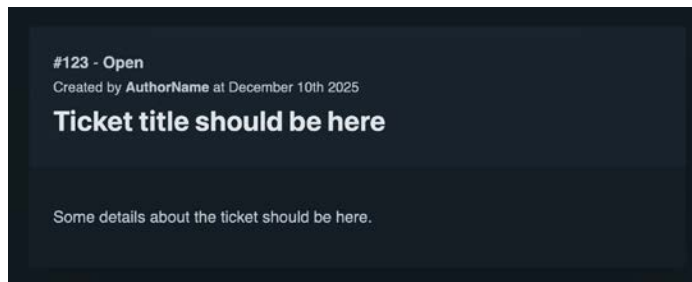 #123 - Open
Created by AuthorName at December 10th 2025
Ticket title should be here
Some details about the ticket should be here.